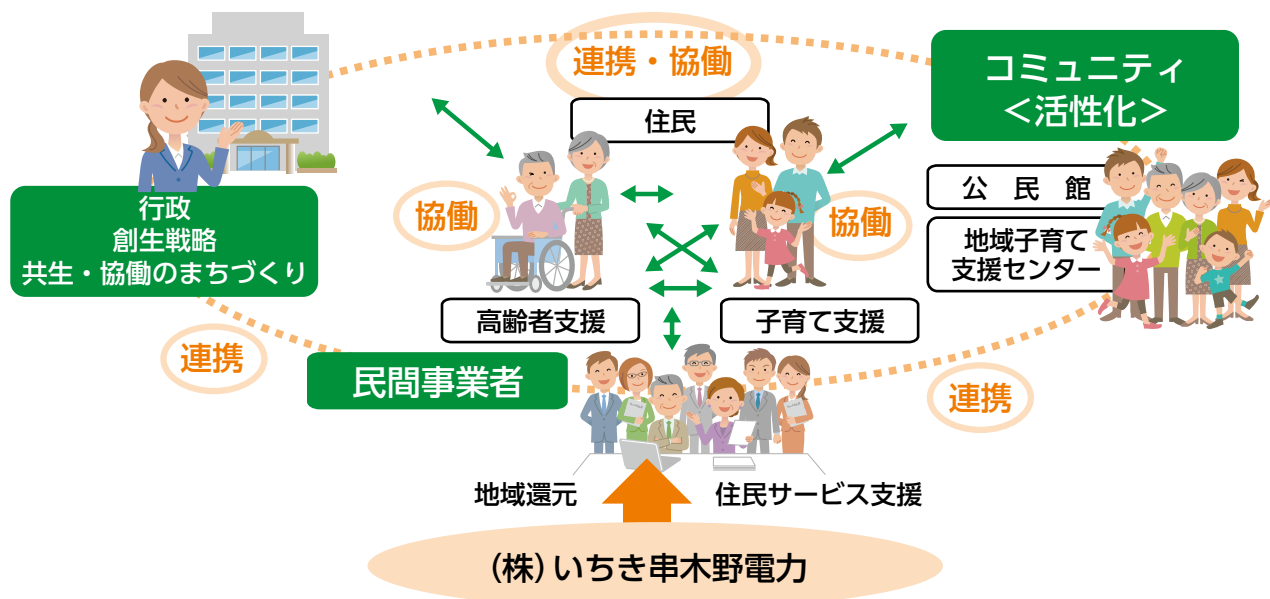 連携・協働
コミュニティ
＜活性化＞
住民
公　民　館
地域子育て
支援センター
行政
創生戦略
共生・協働のまちづくり
協働
協働
高齢者支援
子育て支援
連携
民間事業者
連携
地域還元
住民サービス支援
(株)いちき串木野電力